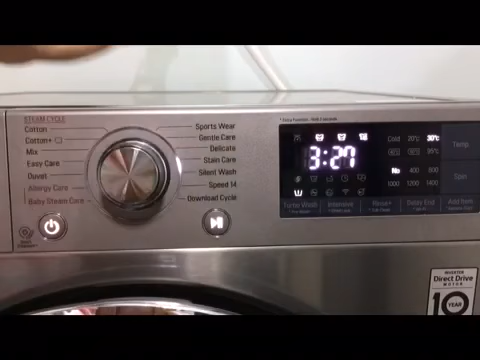 STEAM CYCLE
Cotton
Cotton+
Mix
Easy Care
Duvet
Allergy Care
Baby Steam Care
Sports Wear
Gentle Care
Delicate
Stain Care
Silent Wash
Speed 14
Download Cycle
3:27
Cold 20°c 30°c
95°c
No 400 800
1000 1200 1400
Temp.
Spin
Turbo Wash
Intensive
Rinse+
Delay End
Add Item
INVERTER
Direct Drive
MOTOR
10 YEAR